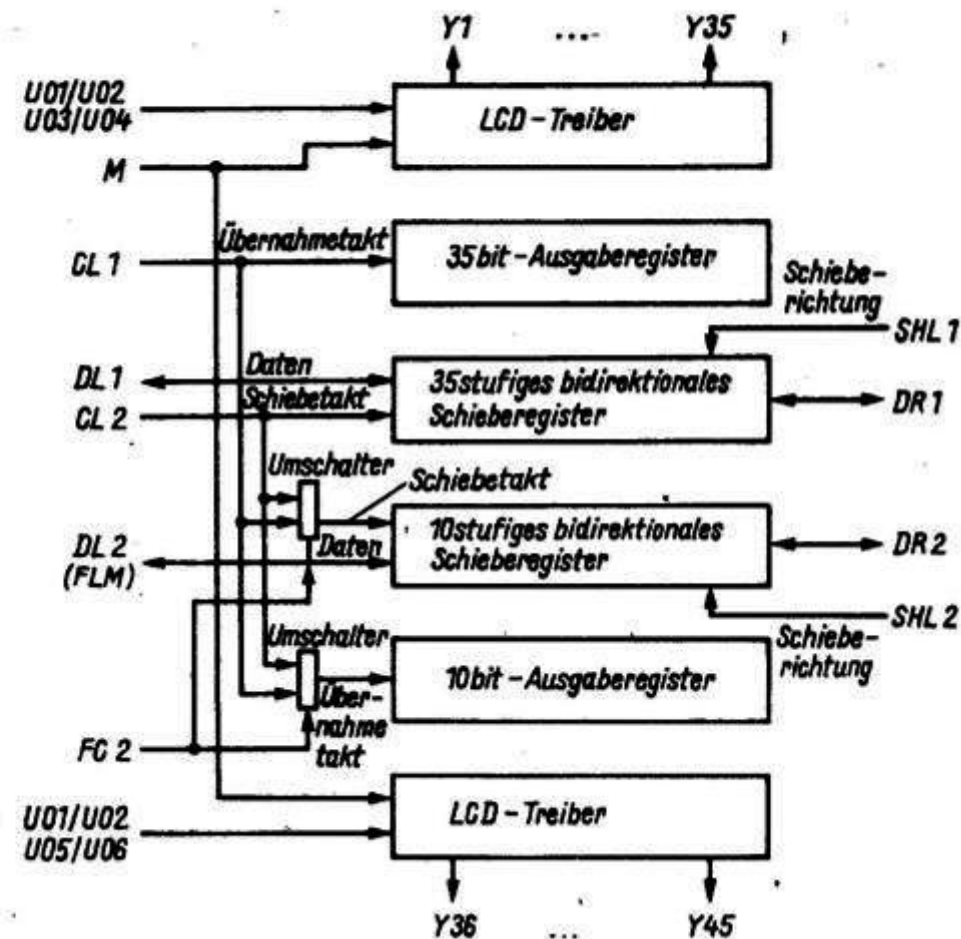 Y1 ... Y35
U01/U02
U03/U04
LCD-Treiber
M
Übernahmetakt
CL 1
35bit-Ausgaberegister
Schiebe-
richtung
SHL 1
DL 1
Daten
35stufiges bidirektionales
Schieberegister
DR 1
CL 2
Schiebetakt
Umschalter
Schiebetakt
10stufiges bidirektionales
Schieberegister
DR 2
DL 2
(FLM)
Daten
SHL 2
Schiebe-
richtung
Umschalter
10bit-Ausgaberegister
Über-
nahme
takt
FC 2
LCD-Treiber
U01/U02
U05/U06
Y36 ... Y45